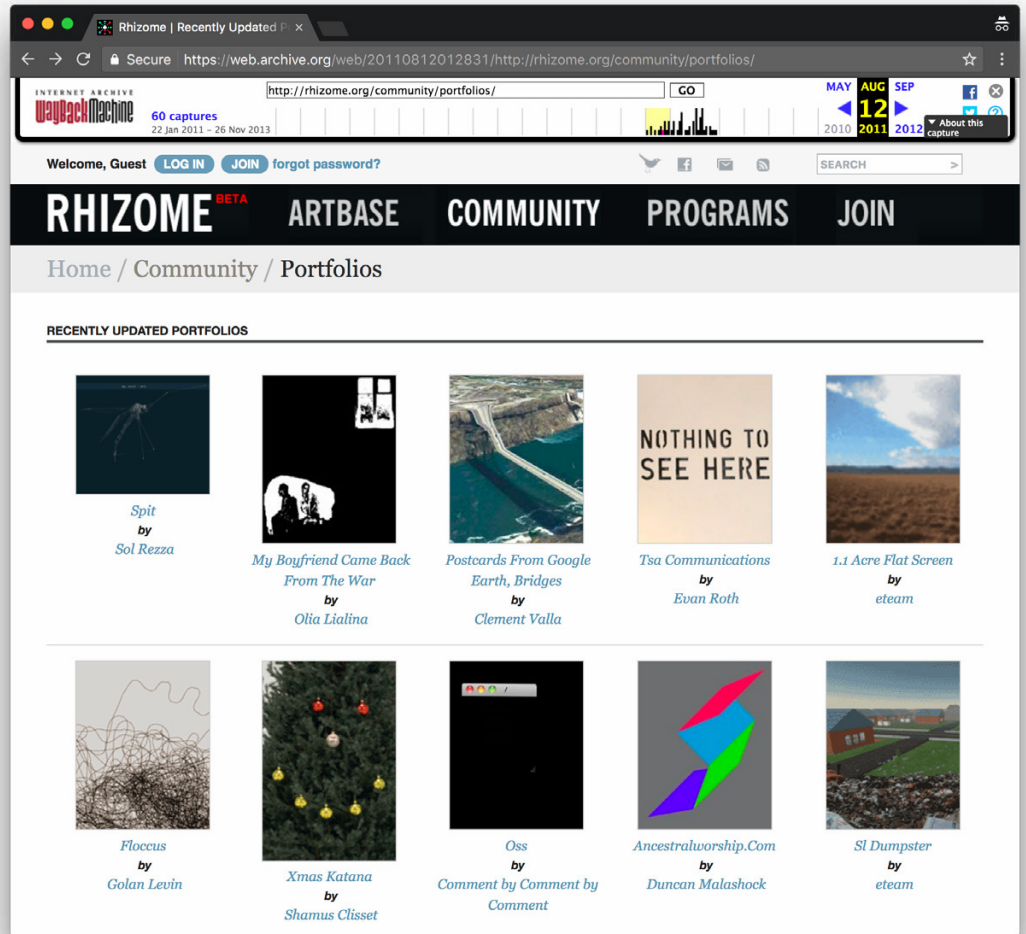 Rhizome | Recently Updated P
Secure https://web.archive.org/web/20110812012831/http://rhizome.org/community/portfolios/
INTERNET ARCHIVE
WayBackMachine
http://rhizome.org/community/portfolios/
GO
60 captures
22 Jan 2011 – 26 Nov 2013
MAY AUG SEP
12
2010 2011 2012
▼ About this
capture
Welcome, Guest LOG IN JOIN forgot password?
SEARCH >
RHIZOME BETA ARTBASE COMMUNITY PROGRAMS JOIN
Home / Community / Portfolios
RECENTLY UPDATED PORTFOLIOS
NOTHING TO
SEE HERE
Spit
by
Sol Rezza
My Boyfriend Came Back
From The War
by
Olia Lialina
Postcards From Google
Earth, Bridges
by
Clement Valla
Tsa Communications
by
Evan Roth
1.1 Acre Flat Screen
by
eteam
/
Floccus
by
Golan Levin
Xmas Katana
by
Shamus Clisset
Oss
by
Comment by Comment by
Comment
Ancestralworship.Com
by
Duncan Malashock
Sl Dumpster
by
eteam